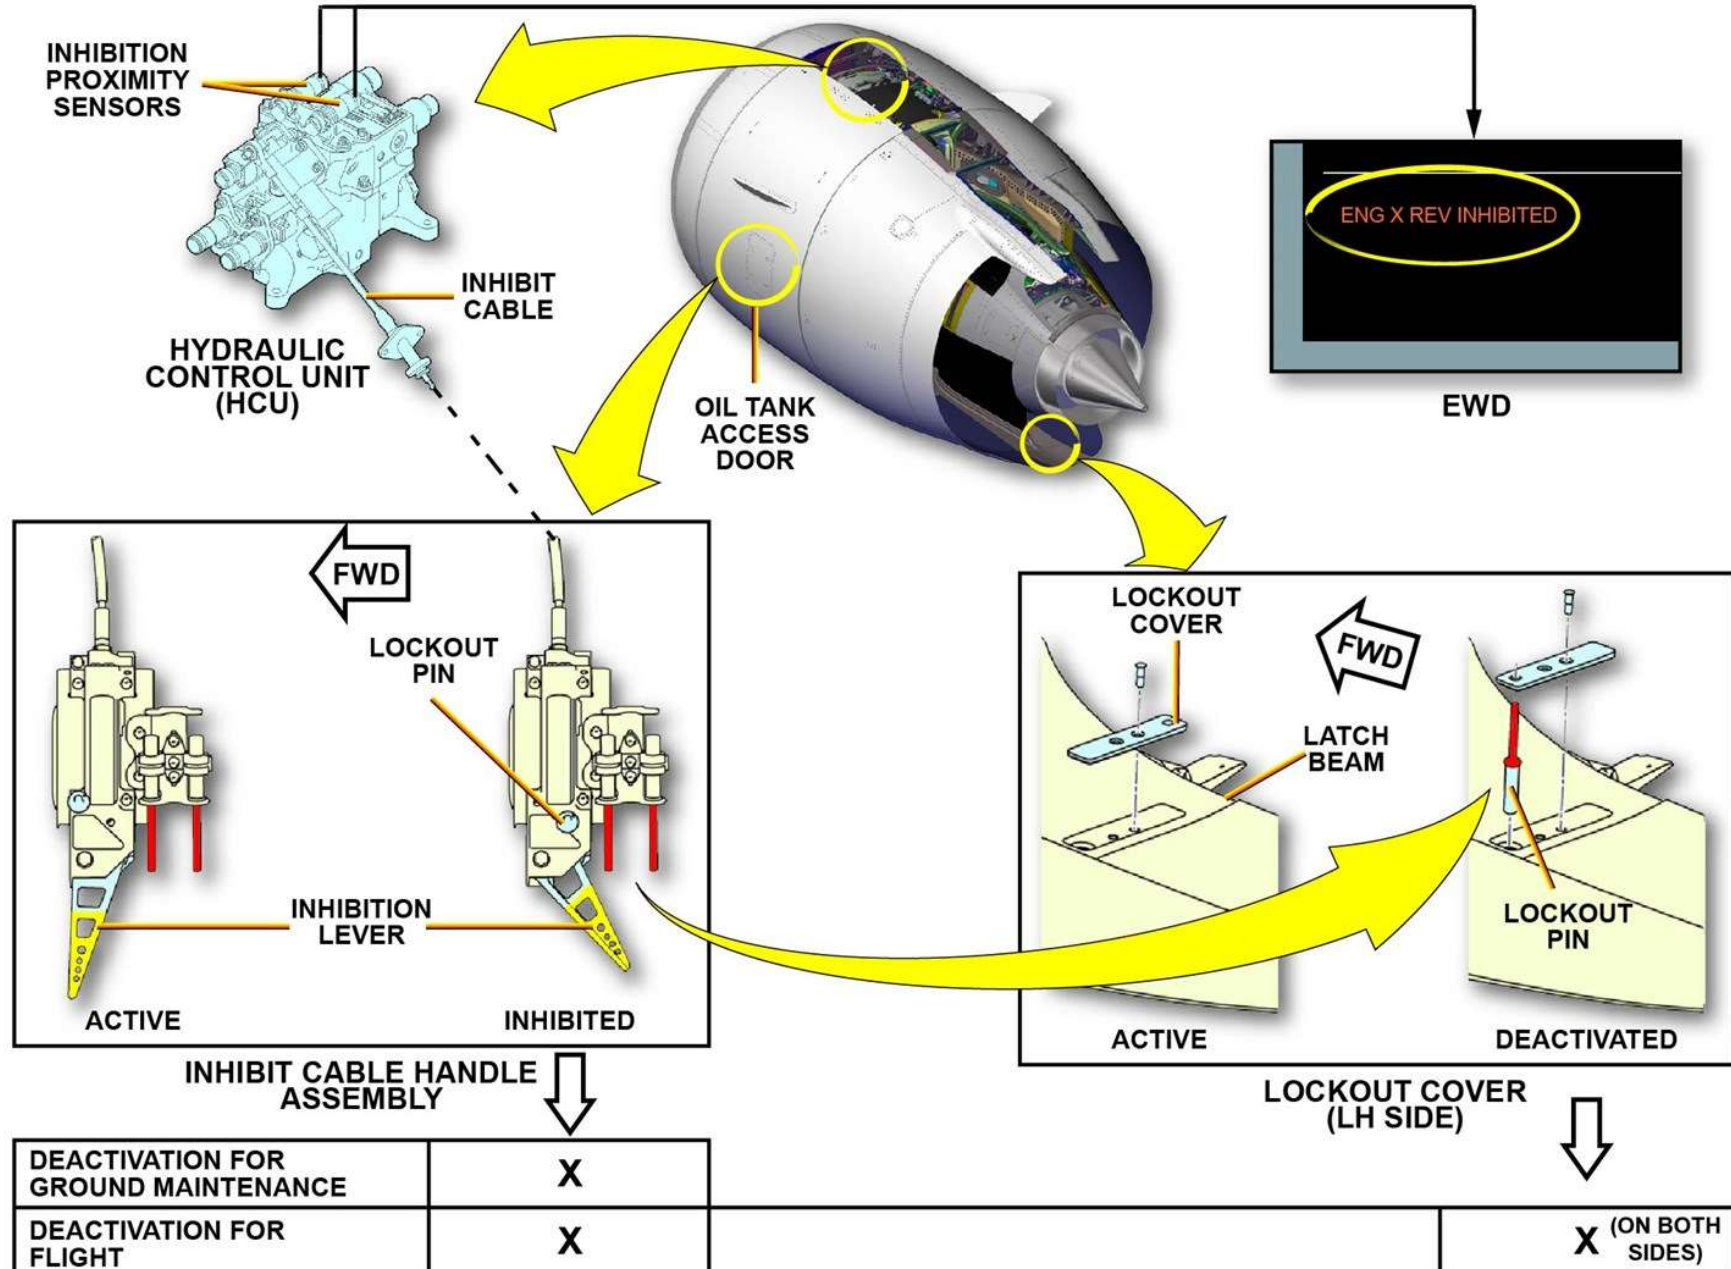 INHIBITION
PROXIMITY
SENSORS
INHIBIT
CABLE
HYDRAULIC
CONTROL UNIT
(HCU)
OIL TANK
ACCESS
DOOR
ENG X REV INHIBITED
EWD
FWD
LOCKOUT
PIN
INHIBITION
LEVER
ACTIVE
INHIBITED
INHIBIT CABLE HANDLE
ASSEMBLY
LOCKOUT
COVER
FWD
LATCH
BEAM
LOCKOUT
PIN
ACTIVE
DEACTIVATED
LOCKOUT COVER
(LH SIDE)
DEACTIVATION FOR
GROUND MAINTENANCE
X
DEACTIVATION FOR
FLIGHT
X
X (ON BOTH
SIDES)